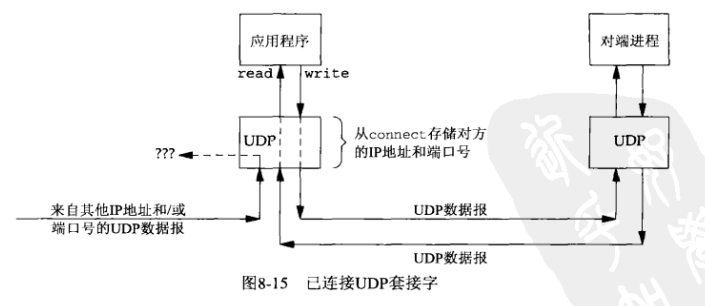 应用程序
对端进程
read
write
UDP
从connect存储对方
的IP地址和端口号
UDP
???
来自其他IP地址和/或
端口号的UDP数据报
UDP数据报
UDP数据报
图8-15 已连接UDP套接字